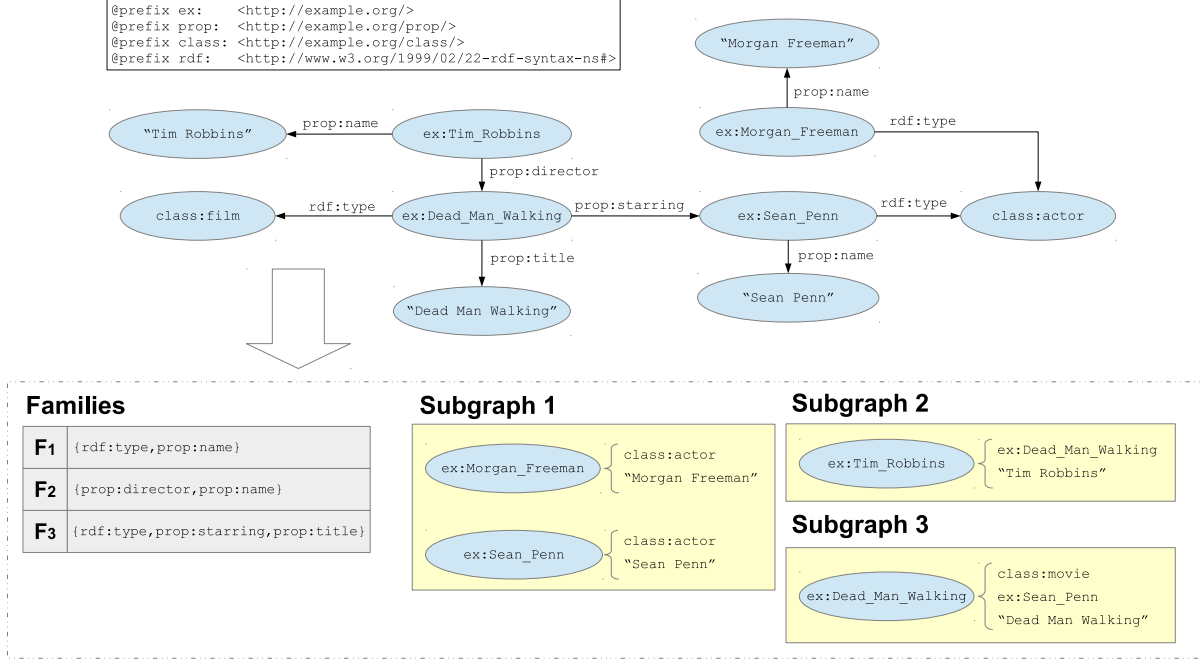 @prefix ex:    <http://example.org/>
@prefix prop:  <http://example.org/prop/>
@prefix class: <http://example.org/class/>
@prefix rdf:   <http://www.w3.org/1999/02/22-rdf-syntax-ns#>
“Morgan Freeman”
prop:name
“Tim Robbins”
prop:name
ex:Tim_Robbins
ex:Morgan_Freeman
rdf:type
prop:director
class:film
rdf:type
ex:Dead_Man_Walking
prop:starring
ex:Sean_Penn
rdf:type
class:actor
prop:title
prop:name
“Dead Man Walking”
“Sean Penn”
Families
F1 {rdf:type,prop:name}
F2 {prop:director,prop:name}
F3 {rdf:type,prop:starring,prop:title}
Subgraph 1
ex:Morgan_Freeman
class:actor
“Morgan Freeman”
ex:Sean_Penn
class:actor
“Sean Penn”
Subgraph 2
ex:Tim_Robbins
ex:Dead_Man_Walking
“Tim Robbins”
Subgraph 3
ex:Dead_Man_Walking
class:movie
ex:Sean_Penn
“Dead Man Walking”